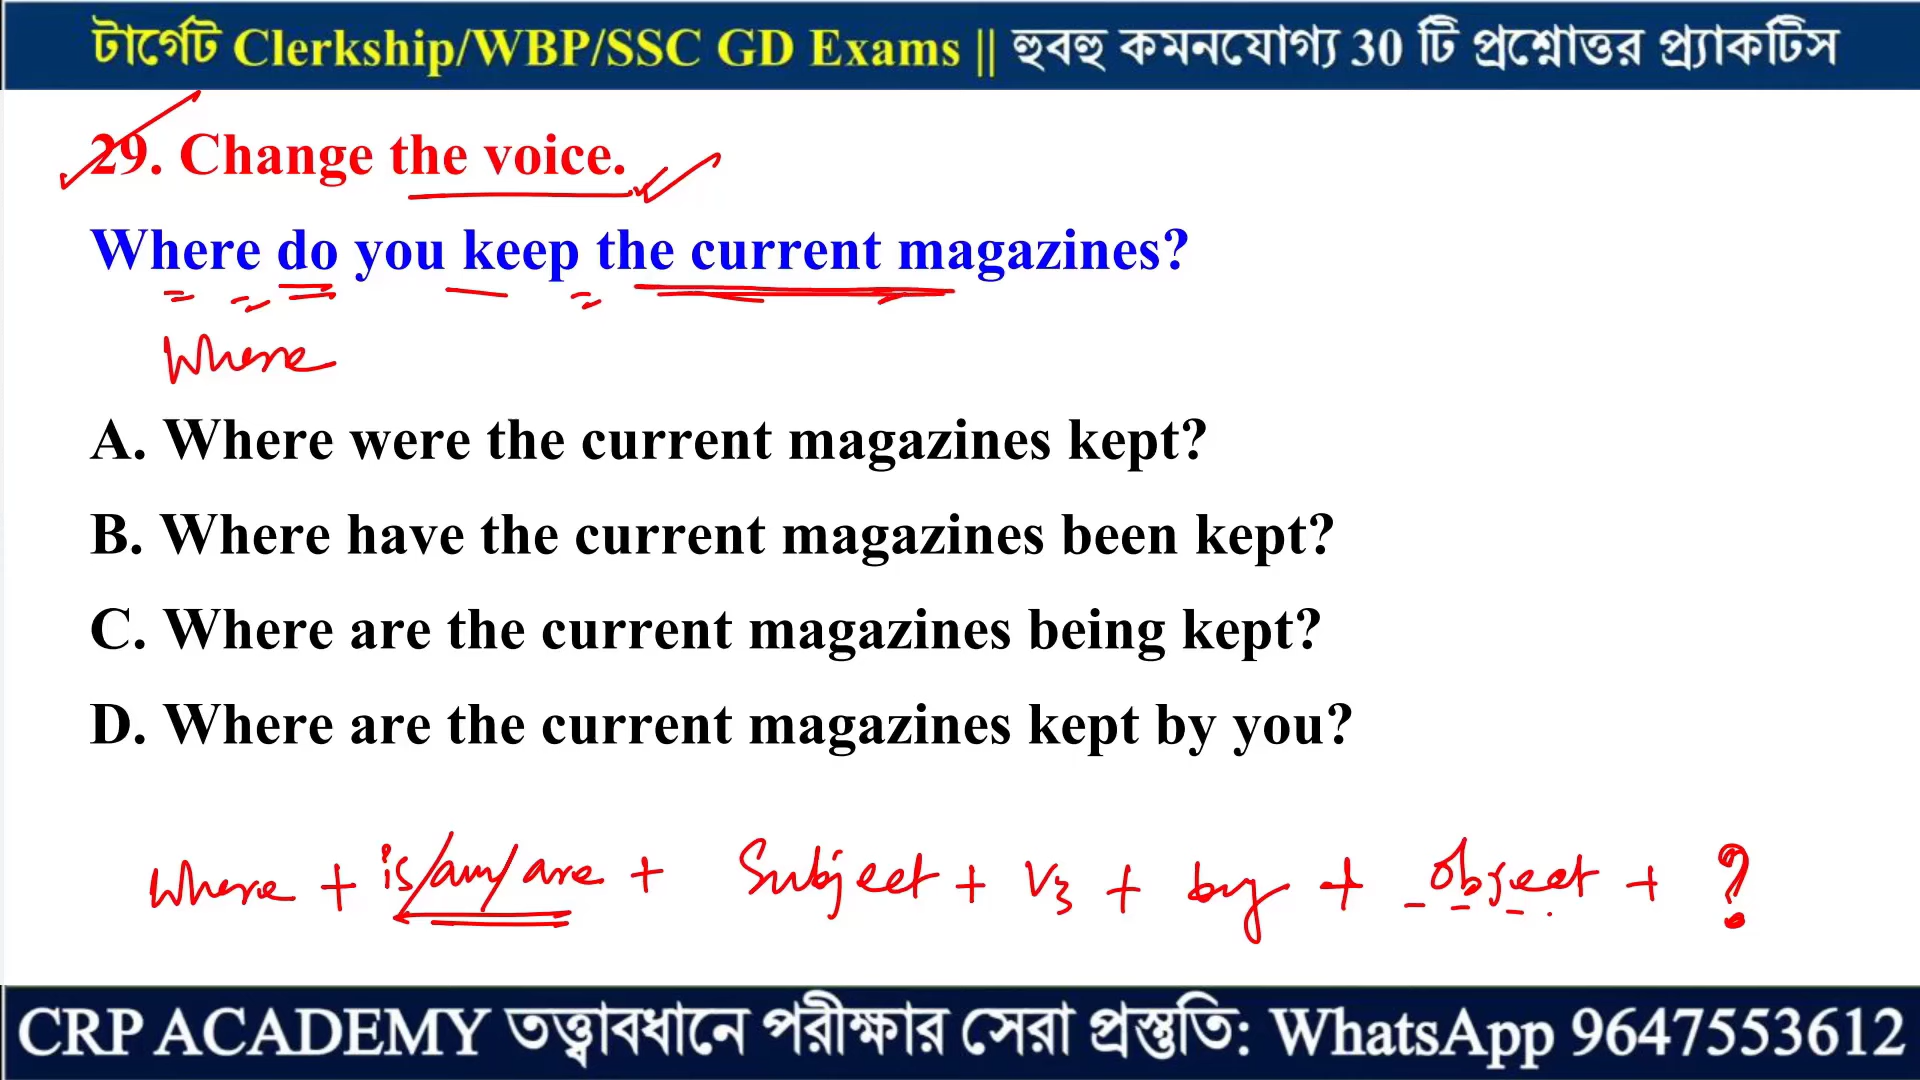 টার্গেট Clerkship/WBP/SSC GD Exams || হুবহু কমনযোগ্য 30 টি প্রশ্নোত্তর প্র্যাকটিস
29. Change the voice.
Where do you keep the current magazines?
Where
A. Where were the current magazines kept?
B. Where have the current magazines been kept?
C. Where are the current magazines being kept?
D. Where are the current magazines kept by you?
Where + is/am/are + Subject + V3 + by + object + ?
CRP ACADEMY তত্ত্বাবধানে পরীক্ষার সেরা প্রস্তুতি: WhatsApp 9647553612